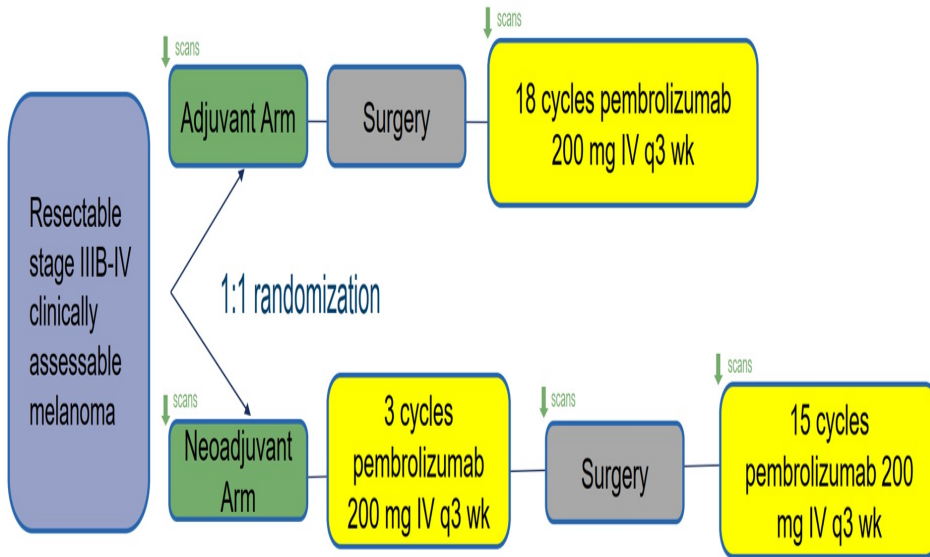 scans
scans
Adjuvant Arm
Surgery
18 cycles pembrolizumab
200 mg IV q3 wk
Resectable
stage IIIB-IV
clinically
assessable
melanoma
1:1 randomization
scans
scans
scans
Neoadjuvant
Arm
3 cycles
pembrolizumab
200 mg IV q3 wk
Surgery
15 cycles
pembrolizumab 200
mg IV q3 wk